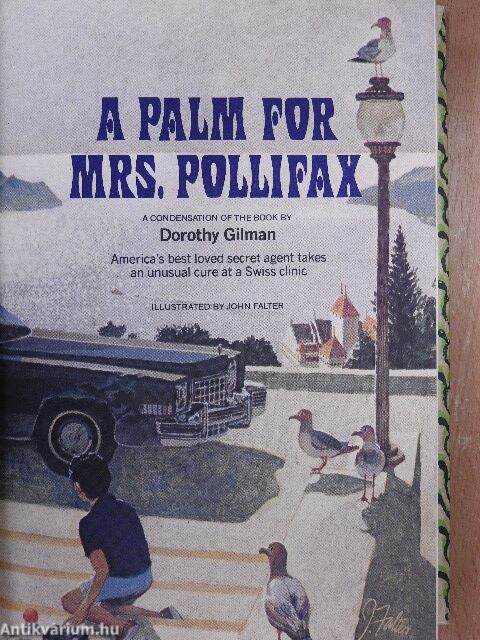 A PALM FOR
MRS. POLLIFAX
A CONDENSATION OF THE BOOK BY
Dorothy Gilman
America's best loved secret agent takes
an unusual cure at a Swiss clinic
ILLUSTRATED BY JOHN FALTER
J. Falter
Antikvárium.hu